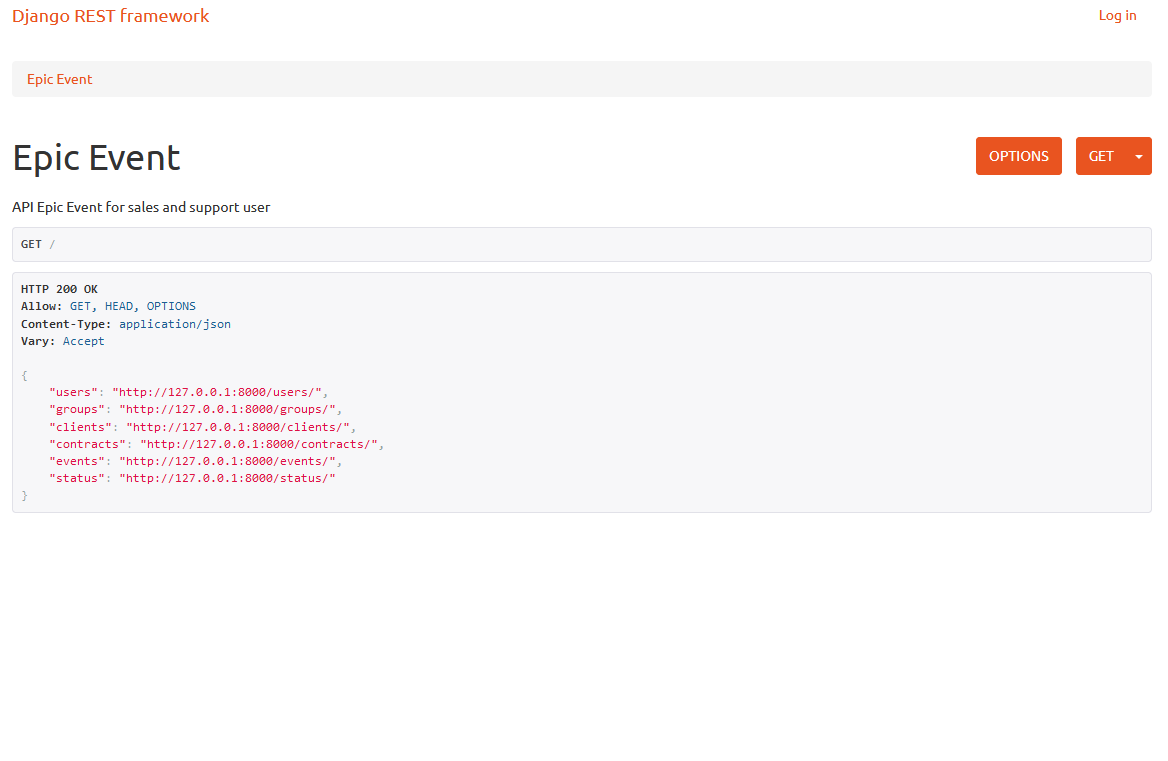 Django REST framework
Log in
Epic Event
Epic Event
OPTIONS
GET
API Epic Event for sales and support user
GET /
HTTP 200 OK
Allow: GET, HEAD, OPTIONS
Content-Type: application/json
Vary: Accept
{
    "users": "http://127.0.0.1:8000/users/",
    "groups": "http://127.0.0.1:8000/groups/",
    "clients": "http://127.0.0.1:8000/clients/",
    "contracts": "http://127.0.0.1:8000/contracts/",
    "events": "http://127.0.0.1:8000/events/",
    "status": "http://127.0.0.1:8000/status/"
}